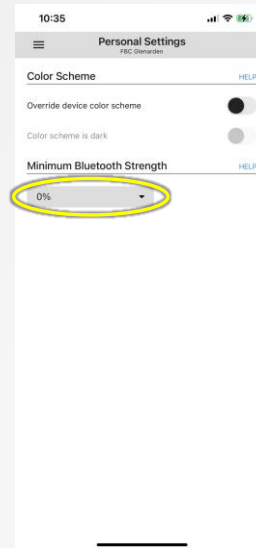 10:35
Personal Settings
FBC Glenarden
Color Scheme HELP
Override device color scheme
Color scheme is dark
Minimum Bluetooth Strength HELP
0%